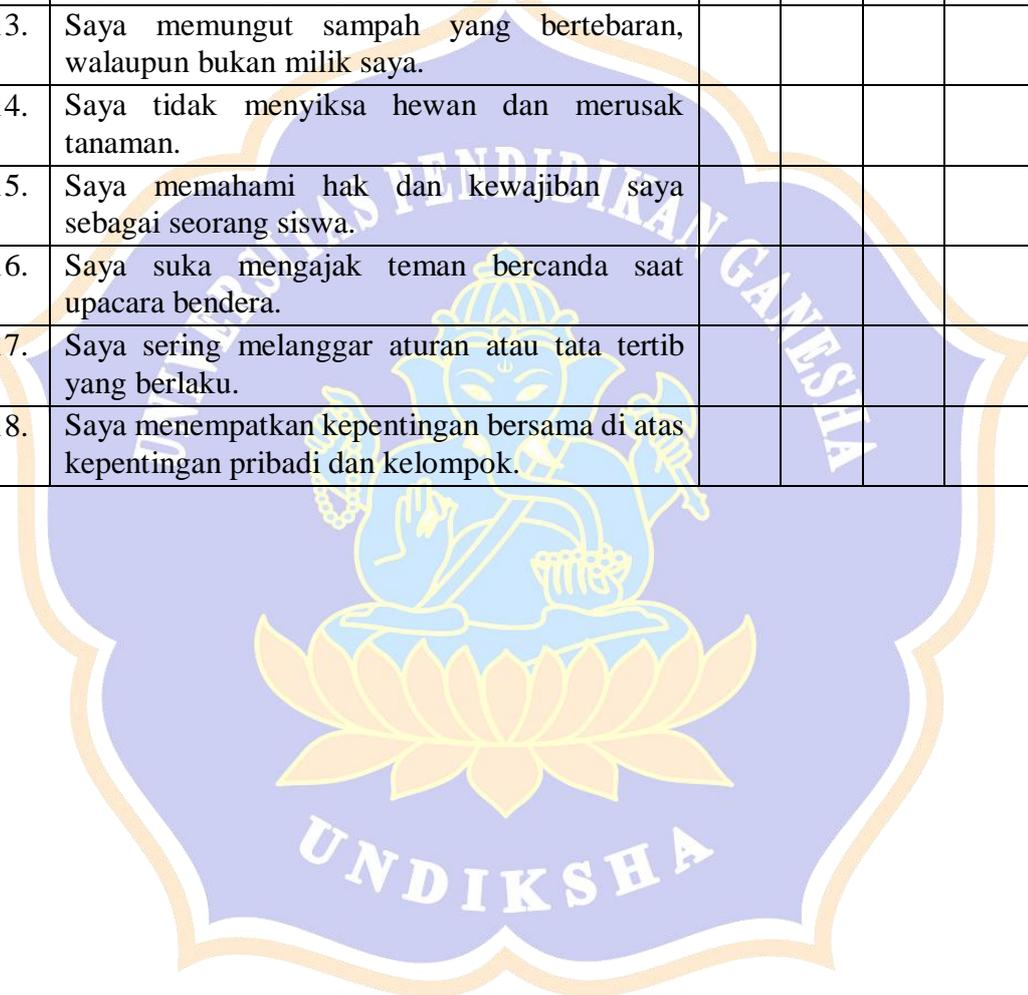 3. Saya memungut sampah yang bertebaran,
walaupun bukan milik saya.
4. Saya tidak menyiksa hewan dan merusak
tanaman.
5. Saya memahami hak dan kewajiban saya
sebagai seorang siswa.
6. Saya suka mengajak teman bercanda saat
upacara bendera.
7. Saya sering melanggar aturan atau tata tertib
yang berlaku.
8. Saya menempatkan kepentingan bersama di atas
kepentingan pribadi dan kelompok.
UNIVERSITAS PENDIDIKAN GANESHA
UNDIKSHA